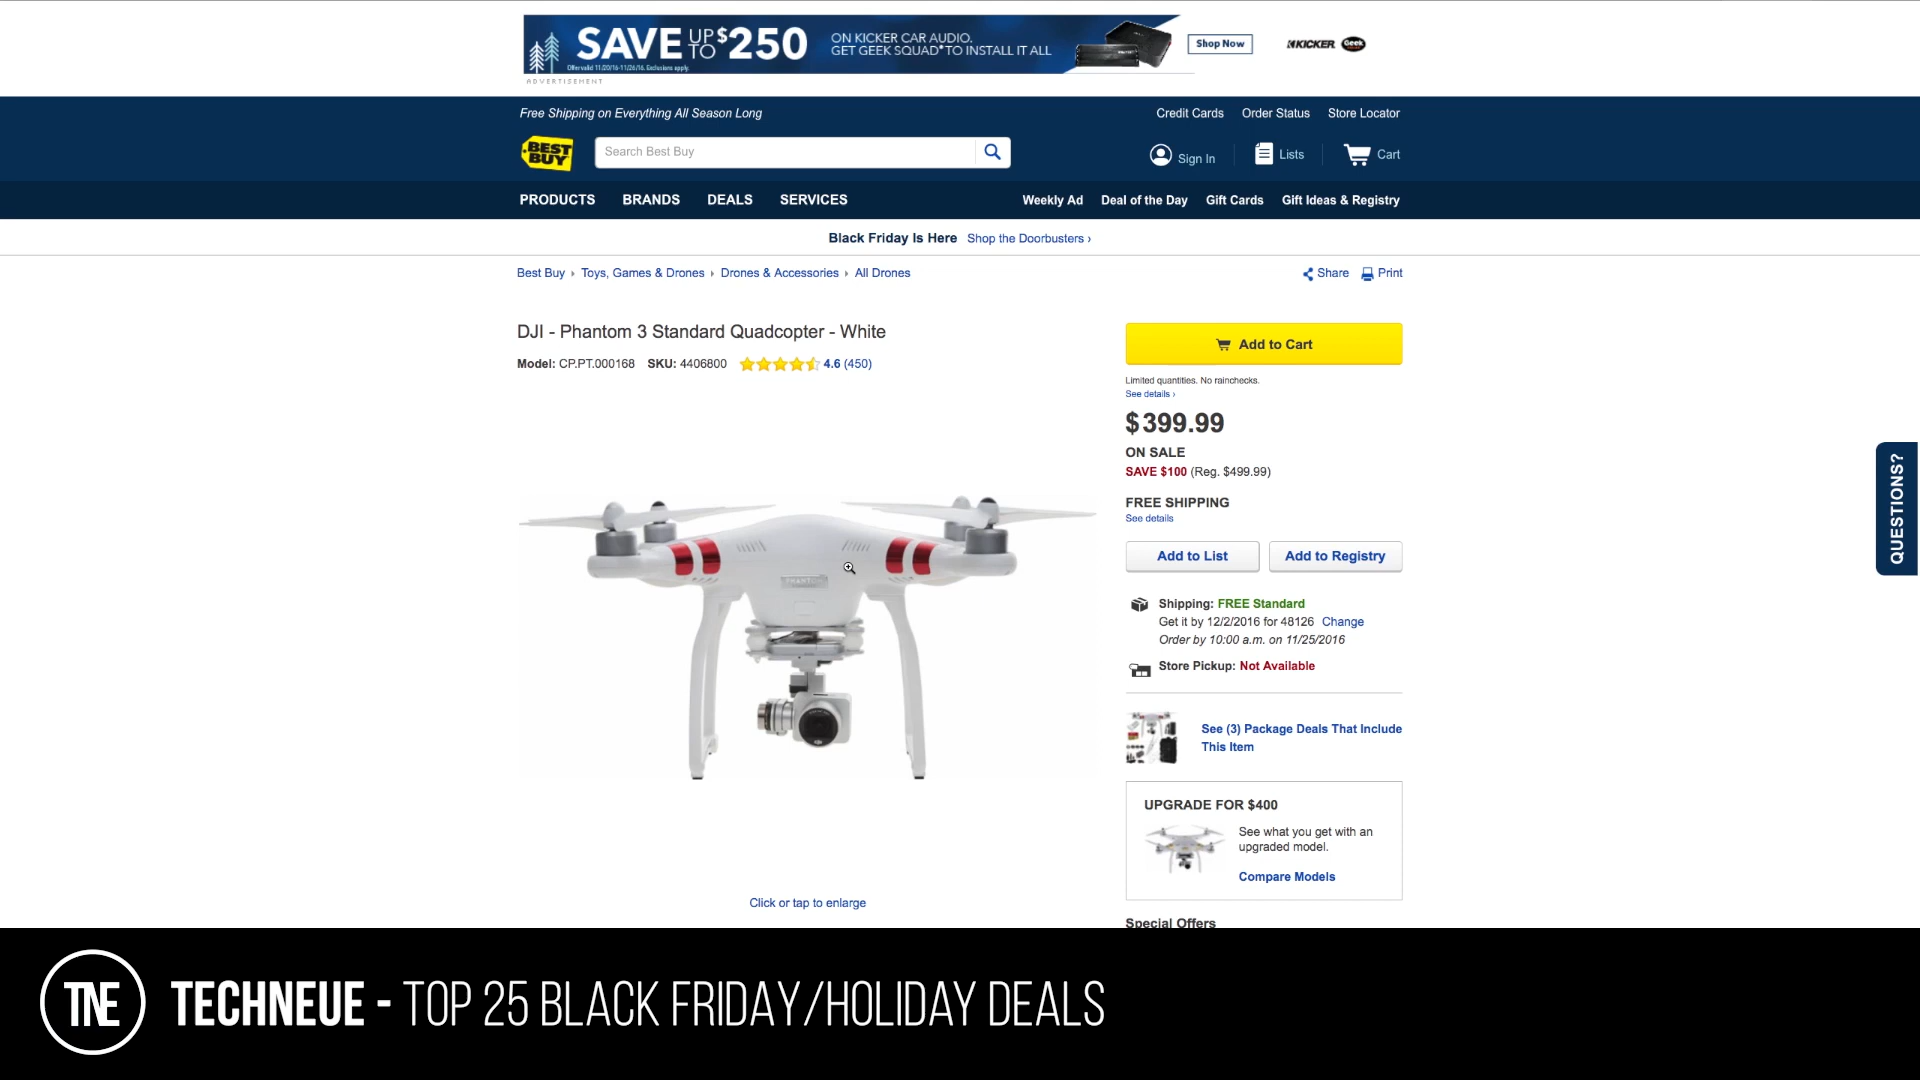 SAVE UP TO $250
ON KICKER CAR AUDIO.
GET GEEK SQUAD® TO INSTALL IT ALL
Offer valid 11/20/16-11/26/16. Exclusions apply.
Shop Now
KICKER
Geek
ADVERTISEMENT
Free Shipping on Everything All Season Long
Credit Cards
Order Status
Store Locator
BEST BUY
Search Best Buy
Sign In
Lists
Cart
PRODUCTS
BRANDS
DEALS
SERVICES
Weekly Ad
Deal of the Day
Gift Cards
Gift Ideas & Registry
Black Friday Is Here Shop the Doorbusters ›
Best Buy › Toys, Games & Drones › Drones & Accessories › All Drones
Share
Print
DJI - Phantom 3 Standard Quadcopter - White
Model: CP.PT.000168 SKU: 4406800 4.6 (450)
Add to Cart
Limited quantities. No rainchecks.
See details ›
$399.99
ON SALE
SAVE $100 (Reg. $499.99)
FREE SHIPPING
See details
Add to List
Add to Registry
QUESTIONS?
PHANTOM
Shipping: FREE Standard
Get it by 12/2/2016 for 48126 Change
Order by 10:00 a.m. on 11/25/2016
Store Pickup: Not Available
See (3) Package Deals That Include
This Item
UPGRADE FOR $400
See what you get with an
upgraded model.
Compare Models
Click or tap to enlarge
Special Offers
TNE
TECHNEUE - TOP 25 BLACK FRIDAY/HOLIDAY DEALS